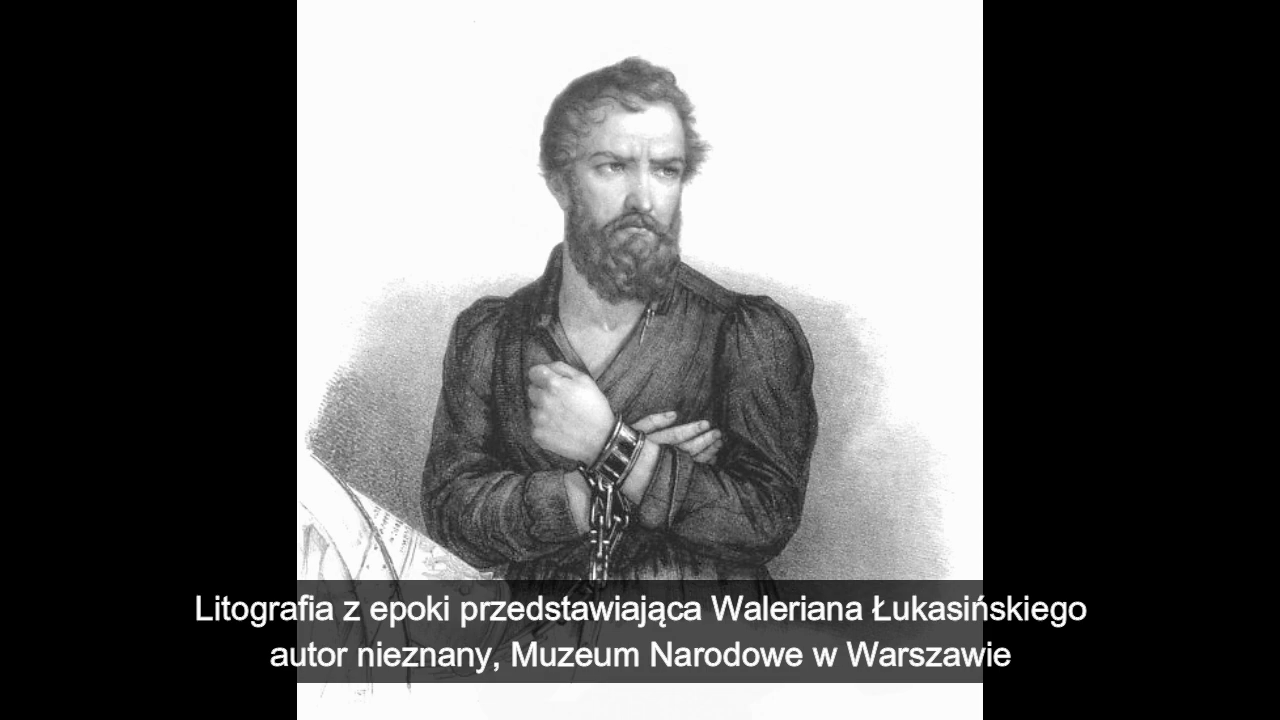 Litografia z epoki przedstawiająca Waleriana Łukasińskiego
autor nieznany, Muzeum Narodowe w Warszawie